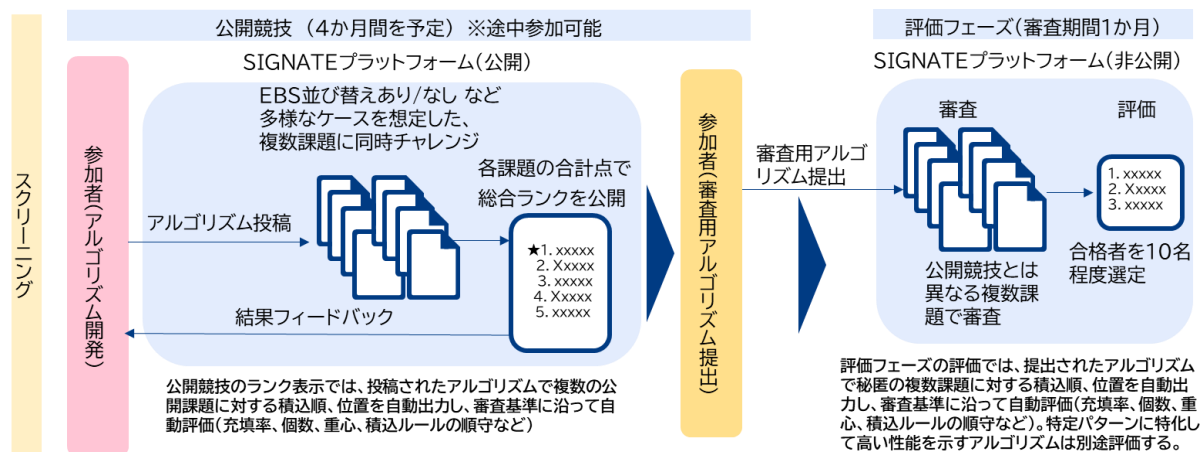 スクリーニング
公開競技（4か月間を予定）※途中参加可能
SIGNATEプラットフォーム（公開）
参加者（アルゴリズム開発）
EBS並び替えあり/なし など
多様なケースを想定した、
複数課題に同時チャレンジ
各課題の合計点で
総合ランクを公開
アルゴリズム投稿
★1. xxxxx
2. Xxxxx
3. xxxxx
4. Xxxxx
5. xxxxx
結果フィードバック
公開競技のランク表示では、投稿されたアルゴリズムで複数の公
開課題に対する積込順、位置を自動出力し、審査基準に沿って自
動評価（充填率、個数、重心、積込ルールの順守など）
参加者（審査用アルゴリズム提出）
審査用アルゴ
リズム提出
評価フェーズ（審査期間1か月）
SIGNATEプラットフォーム（非公開）
審査
評価
1. xxxxx
2. Xxxxx
3. xxxxx
公開競技とは
異なる複数課
題で審査
合格者を10名
程度選定
評価フェーズの評価では、提出されたアルゴリズム
で秘匿の複数課題に対する積込順、位置を自動出
力し、審査基準に沿って自動評価（充填率、個数、重
心、積込ルールの順守など）。特定パターンに特化し
て高い性能を示すアルゴリズムは別途評価する。